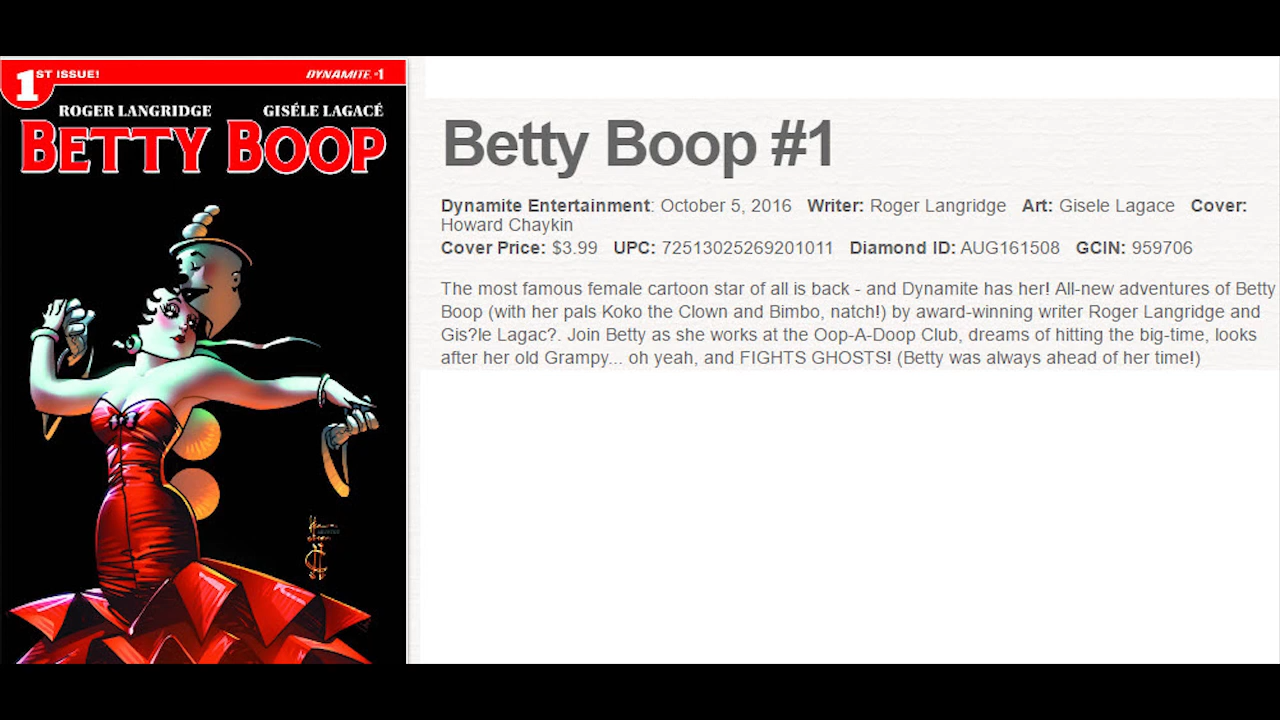 1ST ISSUE!
DYNAMITE. #1
ROGER LANGRIDGE GISÉLE LAGACÉ
BETTY BOOP
Betty Boop #1
Dynamite Entertainment: October 5, 2016 Writer: Roger Langridge Art: Gisele Lagace Cover:
Howard Chaykin
Cover Price: $3.99 UPC: 72513025269201011 Diamond ID: AUG161508 GCIN: 959706
The most famous female cartoon star of all is back - and Dynamite has her! All-new adventures of Betty
Boop (with her pals Koko the Clown and Bimbo, natch!) by award-winning writer Roger Langridge and
Gis?le Lagac?. Join Betty as she works at the Oop-A-Doop Club, dreams of hitting the big-time, looks
after her old Grampy... oh yeah, and FIGHTS GHOSTS! (Betty was always ahead of her time!)